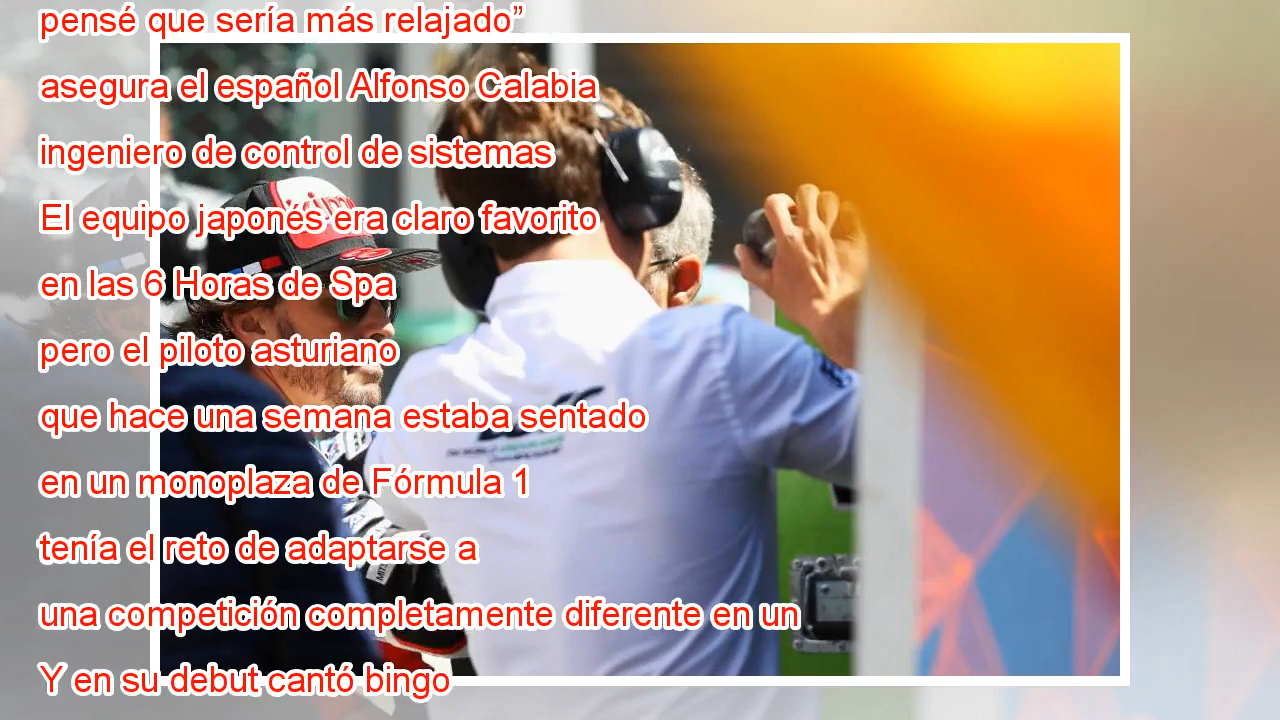 pensé que sería más relajado”
asegura el español Alfonso Calabia
ingeniero de control de sistemas
El equipo japonés era claro favorito
en las 6 Horas de Spa
pero el piloto asturiano
que hace una semana estaba sentado
en un monoplaza de Fórmula 1
tenía el reto de adaptarse a
una competición completamente diferente en un
Y en su debut cantó bingo